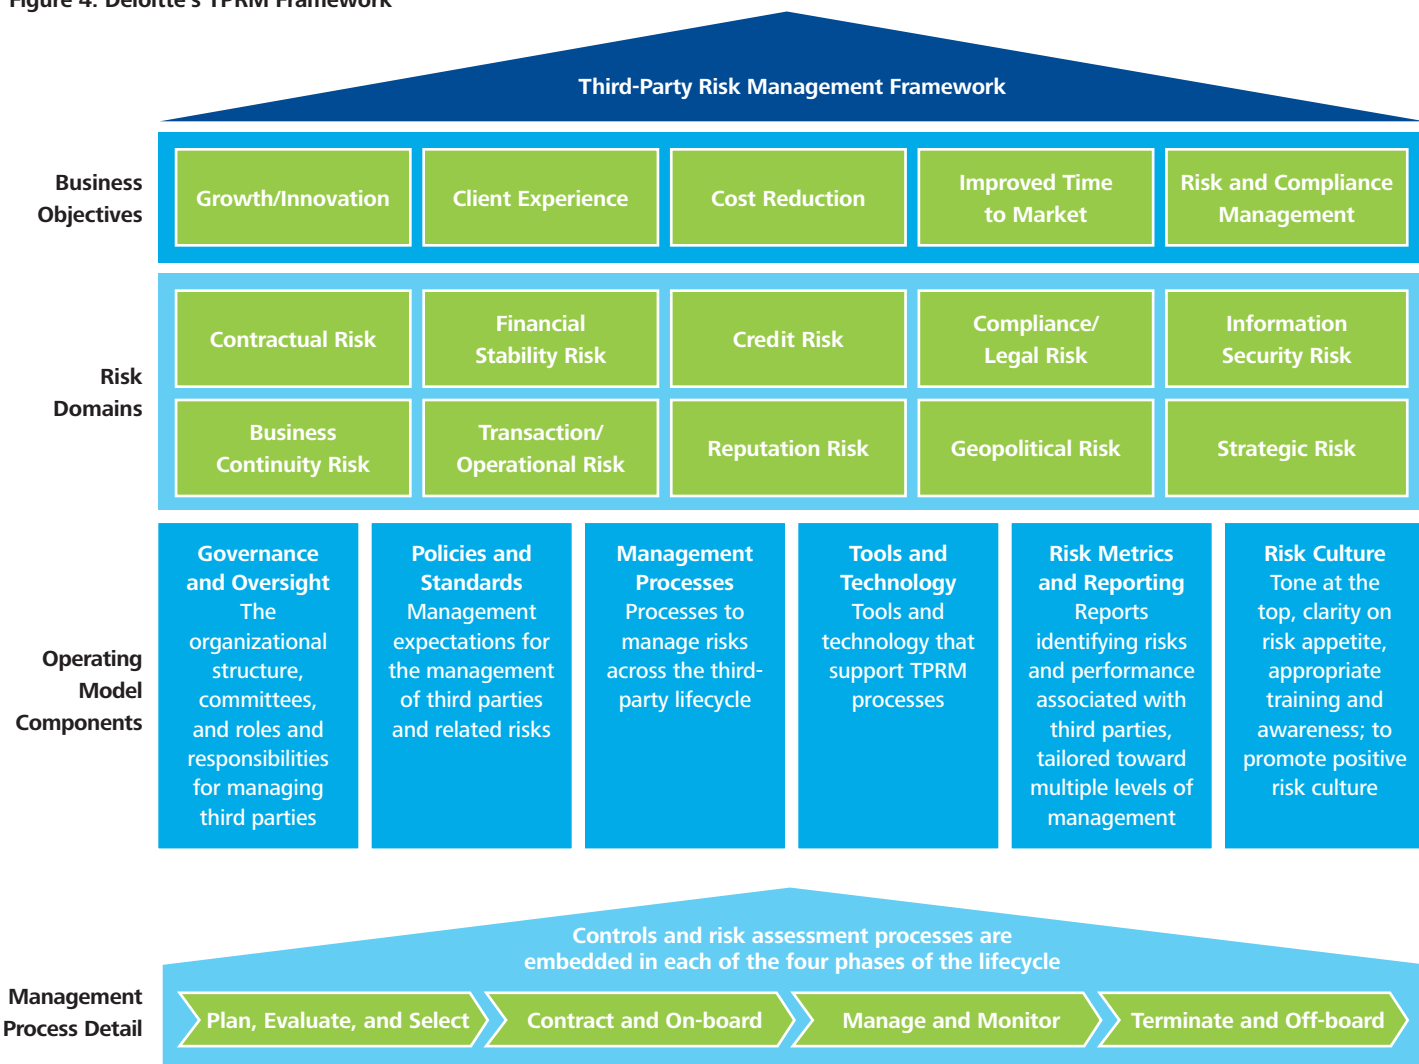 Figure 4: Deloitte's TPRM Framework
Third-Party Risk Management Framework
Business
Objectives
Growth/Innovation
Client Experience
Cost Reduction
Improved Time
to Market
Risk and Compliance
Management
Risk
Domains
Contractual Risk
Financial
Stability Risk
Credit Risk
Compliance/
Legal Risk
Information
Security Risk
Business
Continuity Risk
Transaction/
Operational Risk
Reputation Risk
Geopolitical Risk
Strategic Risk
Operating
Model
Components
Governance
and Oversight
The
organizational
structure,
committees,
and roles and
responsibilities
for managing
third parties
Policies and
Standards
Management
expectations for
the management
of third parties
and related risks
Management
Processes
Processes to
manage risks
across the third-
party lifecycle
Tools and
Technology
Tools and
technology that
support TPRM
processes
Risk Metrics
and Reporting
Reports
identifying risks
and performance
associated with
third parties,
tailored toward
multiple levels of
management
Risk Culture
Tone at the
top, clarity on
risk appetite,
appropriate
training and
awareness; to
promote positive
risk culture
Management
Process Detail
Controls and risk assessment processes are
embedded in each of the four phases of the lifecycle
Plan, Evaluate, and Select
Contract and On-board
Manage and Monitor
Terminate and Off-board